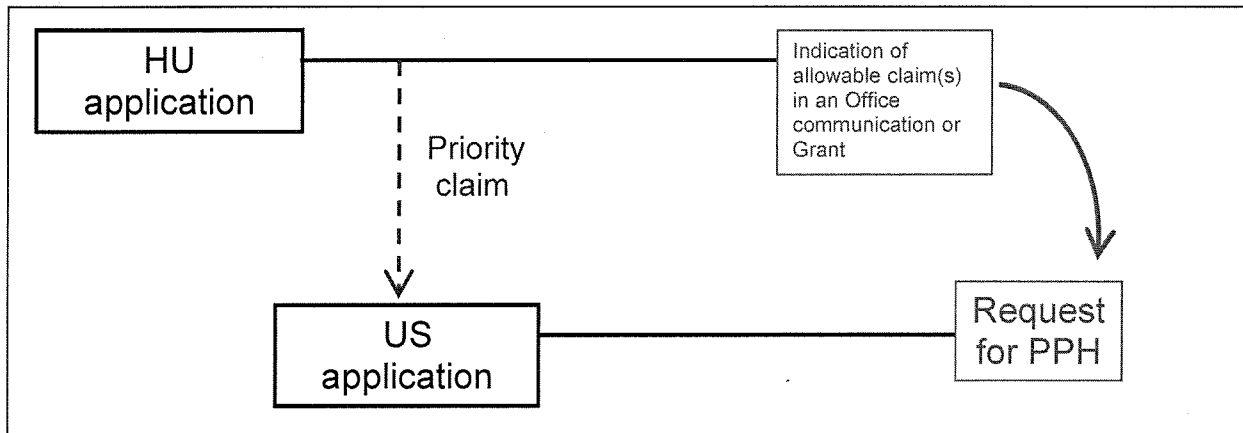 HU
application
Indication of
allowable claim(s)
in an Office
communication or
Grant
Priority
claim
US
application
Request
for PPH